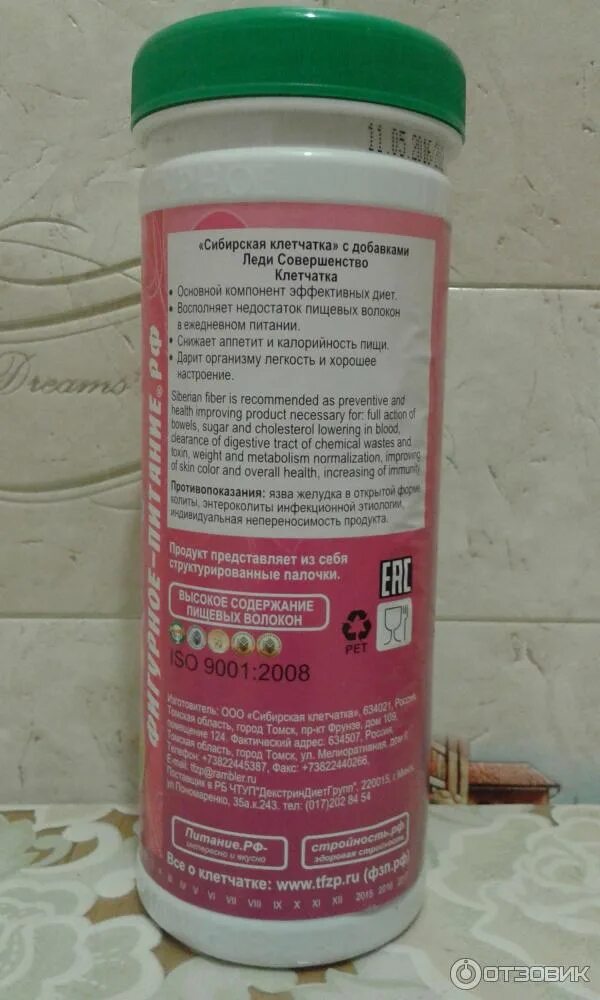 11.05.2016
«Сибирская клетчатка» с добавками
Леди Совершенство
Клетчатка
• Основной компонент эффективных диет.
• Восполняет недостаток пищевых волокон
в ежедневном питании.
• Снижает аппетит и калорийность пищи.
• Дарит организму легкость и хорошее
настроение.
Siberian fiber is recommended as preventive and
health improving product necessary for: full action of
bowels, sugar and cholesterol lowering in blood,
clearance of digestive tract of chemical wastes and
toxin, weight and metabolism normalization, improving
of skin color and overall health, increasing of immunity
Противопоказания: язва желудка в открытой форме,
колиты, энтероколиты инфекционной этиологии,
индивидуальная непереносимость продукта.
ФИГУРНОЕ-ПИТАНИЕ.РФ
Dreams
Продукт представляет из себя
структурированные палочки.
EAC
ВЫСОКОЕ СОДЕРЖАНИЕ
ПИЩЕВЫХ ВОЛОКОН
PET
ISO 9001:2008
Изготовитель: ООО «Сибирская клетчатка», 634021, Россия,
Томская область, город Томск, пр-кт Фрунзе, дом 109,
помещение 124. Фактический адрес. 634507, Россия,
Томская область, город Томск, ул. Мелиоративная, дом
Телефон: +73822445387, Факс: +73822440266.
E-mail: tfzp@rambler.ru
Поставщик в РБ ЧТУП"ДекстринДиетГрупп", 220015, г.Минск,
ул Пономаренко, 35а.к.243. тел: (017)202 84 54
Питание.РФ-
интересно и вкусно
стройность.рф
здоровая стройность
Все о клетчатке: www.tfzp.ru (фзп.рф)
V VI VII VIII IX X XI XII 2015 2016
ОТЗОВИК